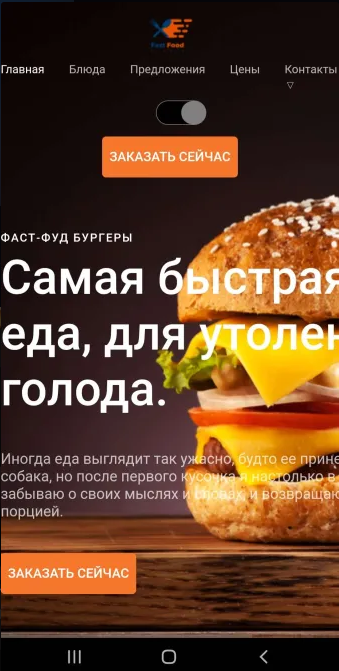 Fast Food
Главная Блюда Предложения Цены Контакты
ЗАКАЗАТЬ СЕЙЧАС
ФАСТ-ФУД БУРГЕРЫ
Самая быстрая
еда, для утолен
голода.
Иногда еда выглядит так ужасно, будто ее прине
собака, но после первого кусочка я настолько в
забываю о своих мыслях и словах, и возвращаю
порцией.
ЗАКАЗАТЬ СЕЙЧАС